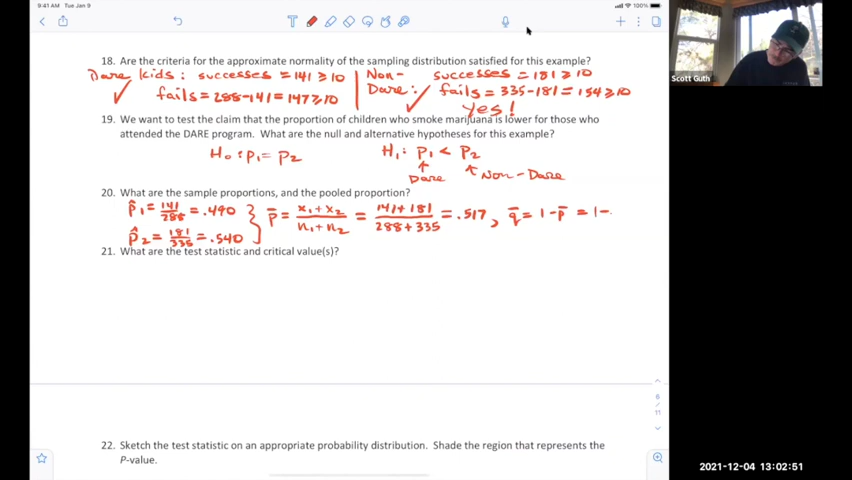 9:41 AM Tue Jan 9
100%
18. Are the criteria for the approximate normality of the sampling distribution satisfied for this example?
Dare kids: successes = 141 ≥ 10 | Non- successes = 181 ≥ 10
✓ fails = 288-141 = 147 ≥ 10 | Dare: ✓ fails = 335-181 = 154 ≥ 10
yes!
19. We want to test the claim that the proportion of children who smoke marijuana is lower for those who
attended the DARE program. What are the null and alternative hypotheses for this example?
H₀: p₁ = p₂ H₁: p₁ < p₂
↑ Dare ↖ Non-Dare
20. What are the sample proportions, and the pooled proportion?
p̂₁ = 141/288 = .490 } p̄ = (x₁+x₂)/(n₁+n₂) = (141+181)/(288+335) = .517, q̄ = 1-p̄ = 1-.
p̂₂ = 181/335 = .540
21. What are the test statistic and critical value(s)?
22. Sketch the test statistic on an appropriate probability distribution. Shade the region that represents the
P-value.
6
/
11
Scott Guth
2021-12-04 13:02:51